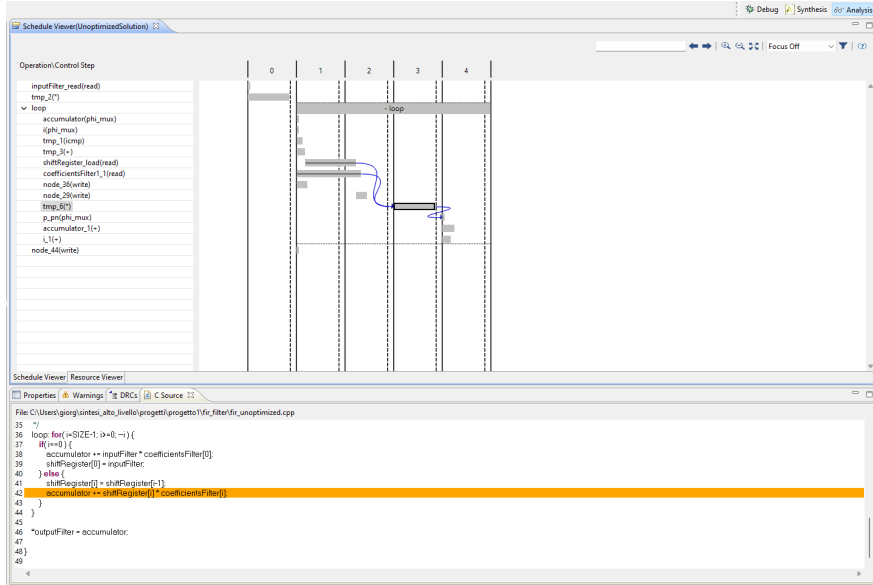 Debug Synthesis Analysis
Schedule Viewer(UnoptimizedSolution)
Focus Off
Operation\Control Step
0 1 2 3 4
inputFilter_read(read)
tmp_2(*)
loop
- loop
accumulator(phi_mux)
i(phi_mux)
tmp_1(icmp)
tmp_3(+)
shiftRegister_load(read)
coefficientsFilter1_1(read)
node_36(write)
node_29(write)
tmp_6(*)
p_pn(phi_mux)
accumulator_1(+)
i_1(+)
node_44(write)
Schedule Viewer Resource Viewer
Properties Warnings DRCs C Source
File: C:\Users\giorg\sintesi_alto_livello\progetti\progetto1\fir_filter\fir_unoptimized.cpp
35 */
36 loop: for( i=SIZE-1; i>=0; --i ) {
37 if( i==0 ) {
38 accumulator += inputFilter * coefficientsFilter[0];
39 shiftRegister[0] = inputFilter;
40 } else {
41 shiftRegister[i] = shiftRegister[i-1];
42 accumulator += shiftRegister[i] * coefficientsFilter[i];
43 }
44 }
45
46 *outputFilter = accumulator;
47
48 }
49